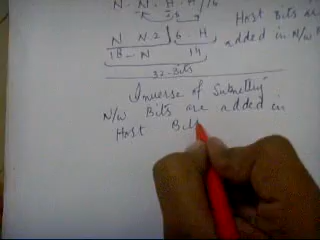 N. N. H. H /16
Host Bits are
added in N/W
N N.2 6. H
18 - N 14
32-Bits
Inverse of Subnetting
N/W Bits are added in
Host Bits